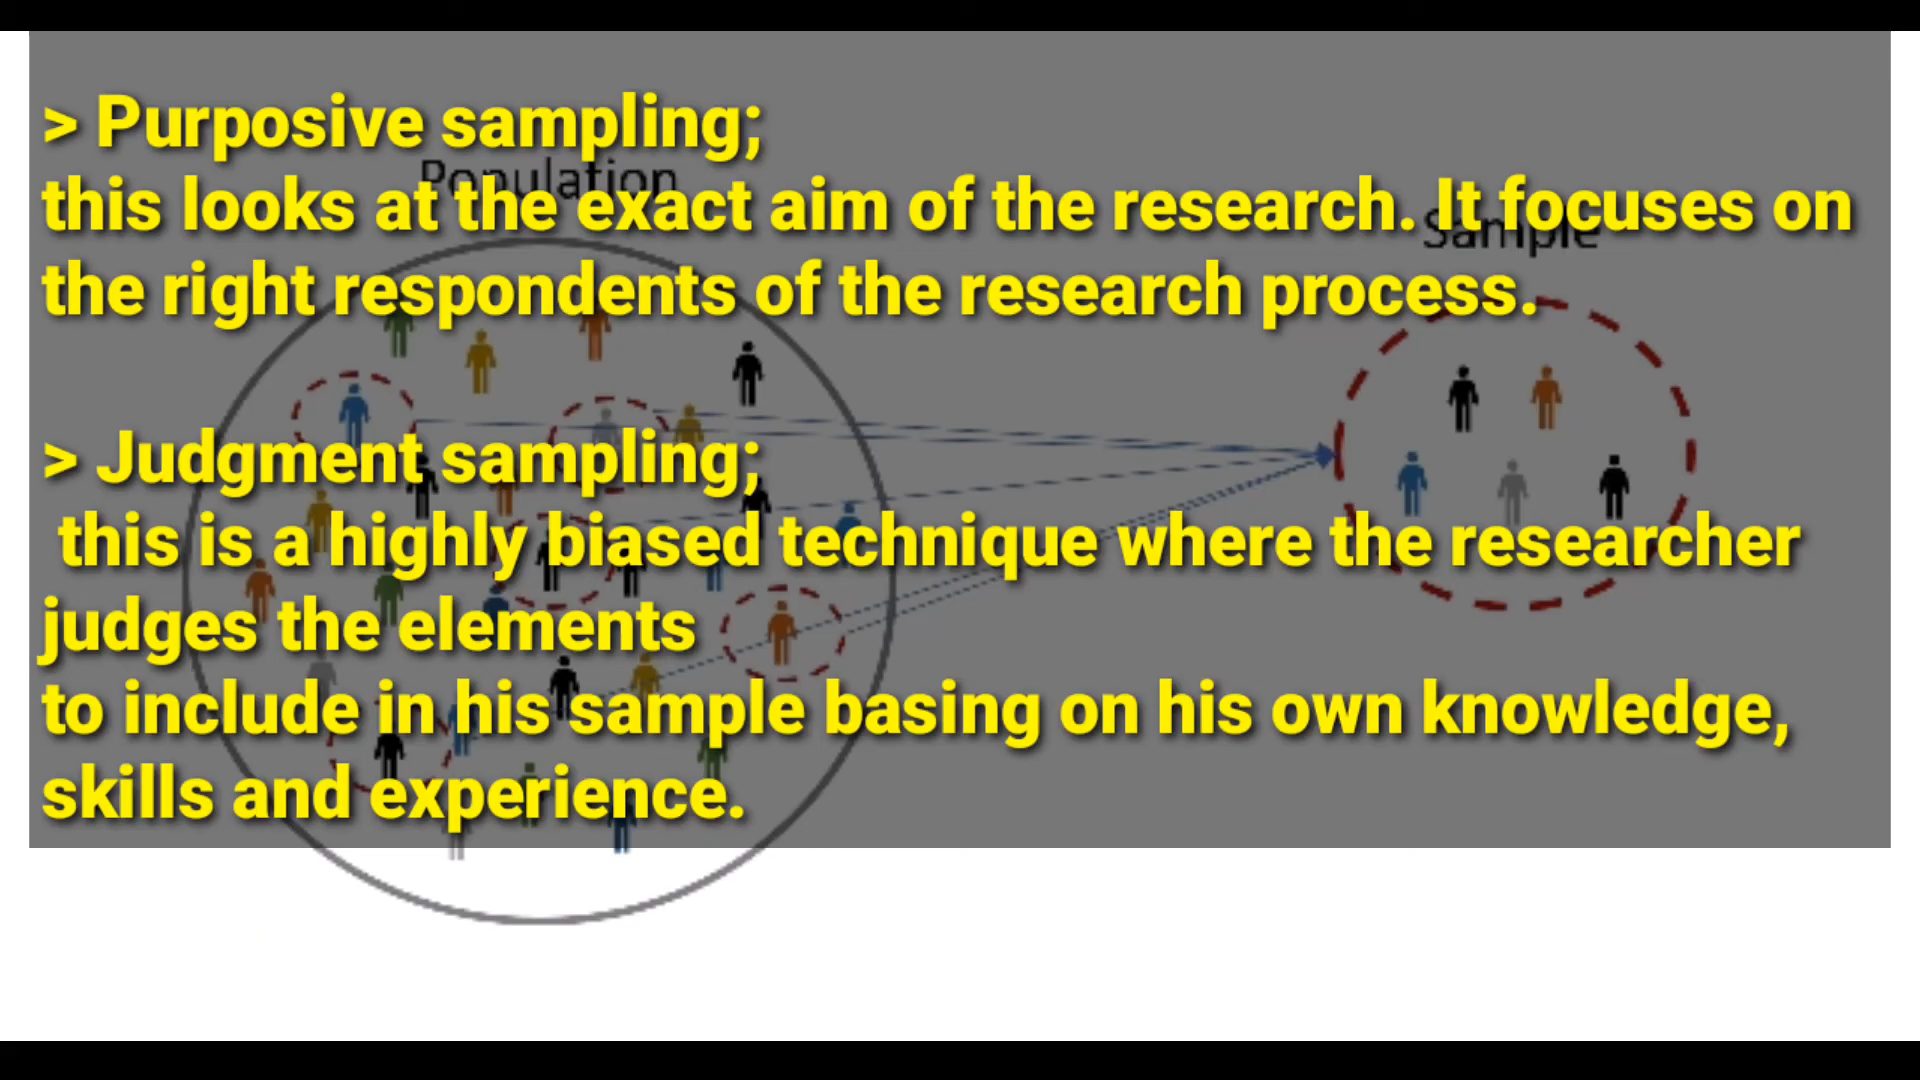 > Purposive sampling;
Population
this looks at the exact aim of the research. It focuses on
Sample
the right respondents of the research process.
> Judgment sampling;
this is a highly biased technique where the researcher
judges the elements
to include in his sample basing on his own knowledge,
skills and experience.